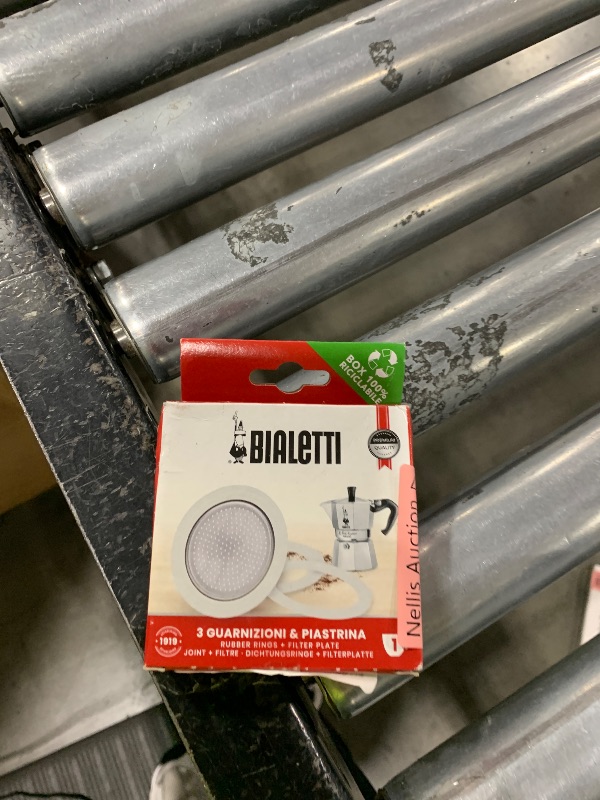 BOX 100%
RICICLABILE
BIALETTI
PREMIUM
QUALITY
Nellis Auction
1919
3 GUARNIZIONI & PIASTRINA
RUBBER RINGS + FILTER PLATE
JOINT + FILTRE · DICHTUNGSRINGE + FILTERPLATTE
1